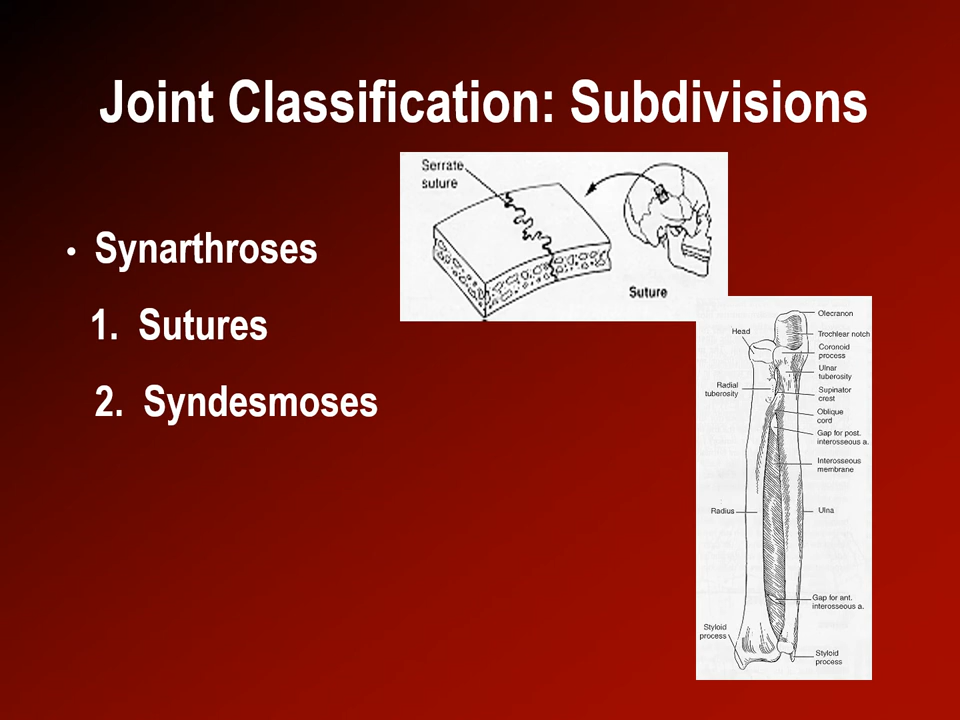 Joint Classification: Subdivisions
• Synarthroses
1. Sutures
2. Syndesmoses
Serrate
suture
Suture
Olecranon
Trochlear notch
Head
Coronoid
process
Ulnar
tuberosity
Radial
tuberosity
Supinator
crest
Oblique
cord
Gap for post.
interosseous a.
Interosseous
membrane
Radius
Ulna
Gap for ant.
interosseous a.
Styloid
process
Styloid
process